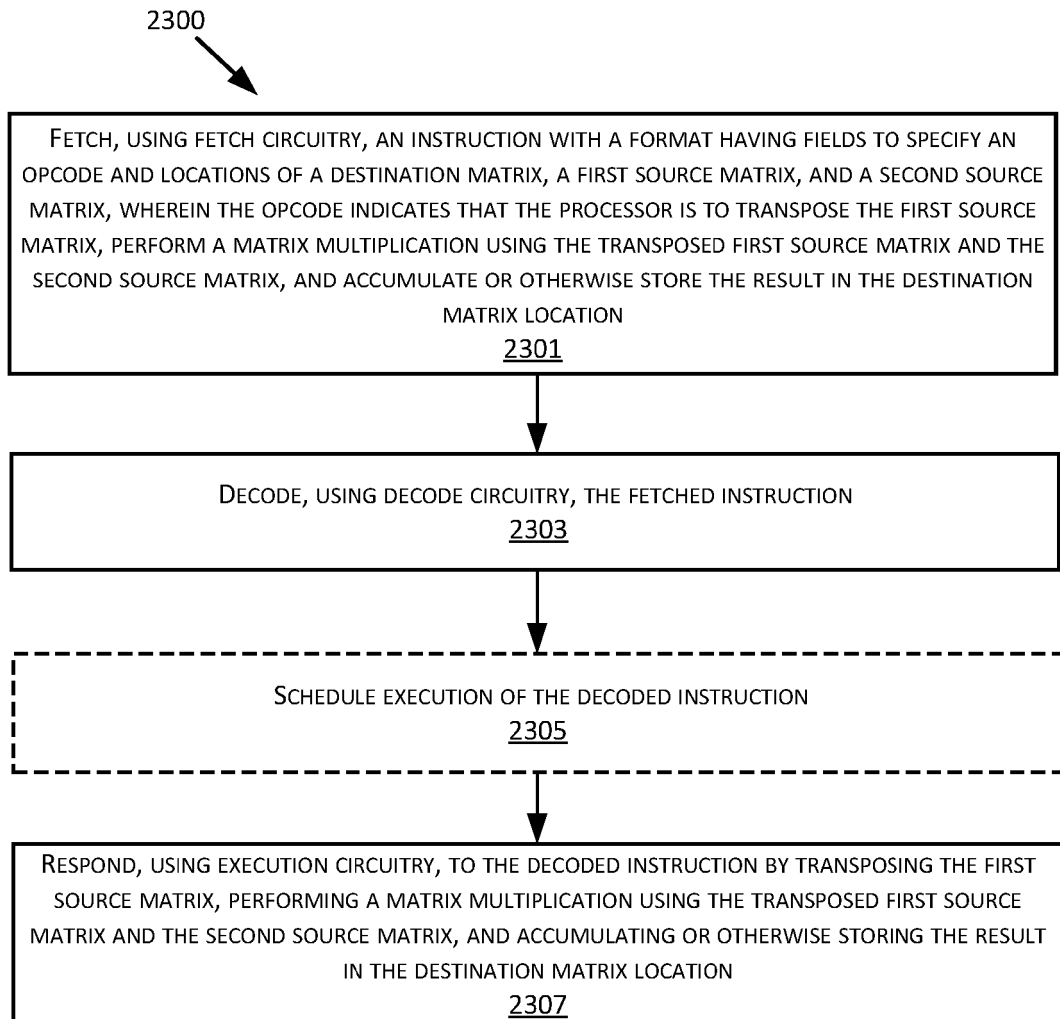 2300
FETCH, USING FETCH CIRCUITRY, AN INSTRUCTION WITH A FORMAT HAVING FIELDS TO SPECIFY AN
OPCODE AND LOCATIONS OF A DESTINATION MATRIX, A FIRST SOURCE MATRIX, AND A SECOND SOURCE
MATRIX, WHEREIN THE OPCODE INDICATES THAT THE PROCESSOR IS TO TRANSPOSE THE FIRST SOURCE
MATRIX, PERFORM A MATRIX MULTIPLICATION USING THE TRANSPOSED FIRST SOURCE MATRIX AND THE
SECOND SOURCE MATRIX, AND ACCUMULATE OR OTHERWISE STORE THE RESULT IN THE DESTINATION
MATRIX LOCATION
2301
DECODE, USING DECODE CIRCUITRY, THE FETCHED INSTRUCTION
2303
SCHEDULE EXECUTION OF THE DECODED INSTRUCTION
2305
RESPOND, USING EXECUTION CIRCUITRY, TO THE DECODED INSTRUCTION BY TRANSPOSING THE FIRST
SOURCE MATRIX, PERFORMING A MATRIX MULTIPLICATION USING THE TRANSPOSED FIRST SOURCE
MATRIX AND THE SECOND SOURCE MATRIX, AND ACCUMULATING OR OTHERWISE STORING THE RESULT
IN THE DESTINATION MATRIX LOCATION
2307